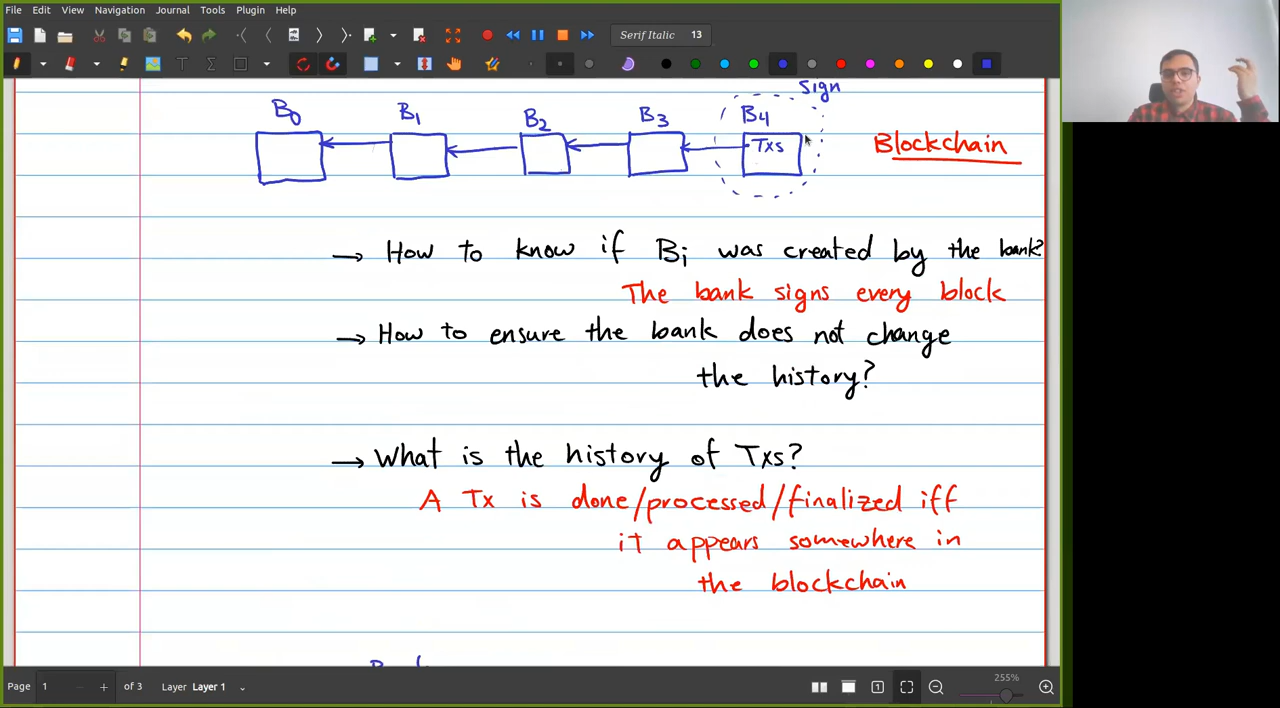 File Edit View Navigation Journal Tools Plugin Help
Serif Italic 13
Sign
B0 B1 B2 B3 B4
Txs
Blockchain
→ How to know if Bi was created by the bank?
The bank signs every block
→ How to ensure the bank does not change
the history?
→ What is the history of Txs?
A Tx is done/processed/finalized iff
it appears somewhere in
the blockchain
Page 1 of 3 Layer Layer 1 255%